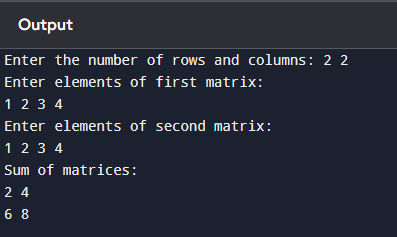 Output
Enter the number of rows and columns: 2 2
Enter elements of first matrix:
1 2 3 4
Enter elements of second matrix:
1 2 3 4
Sum of matrices:
2 4
6 8